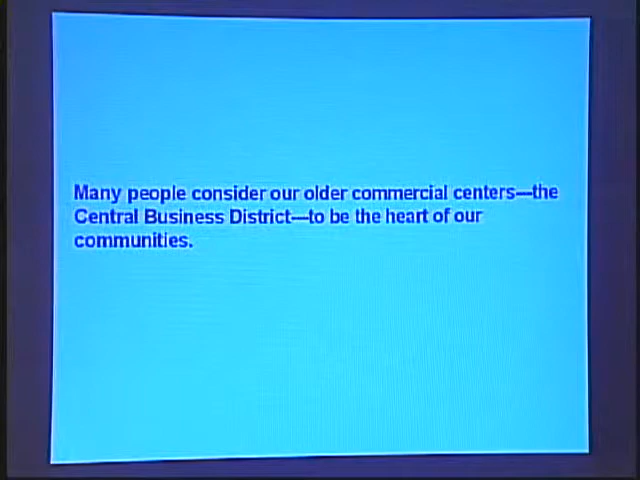 Many people consider our older commercial centers—the
Central Business District—to be the heart of our
communities.